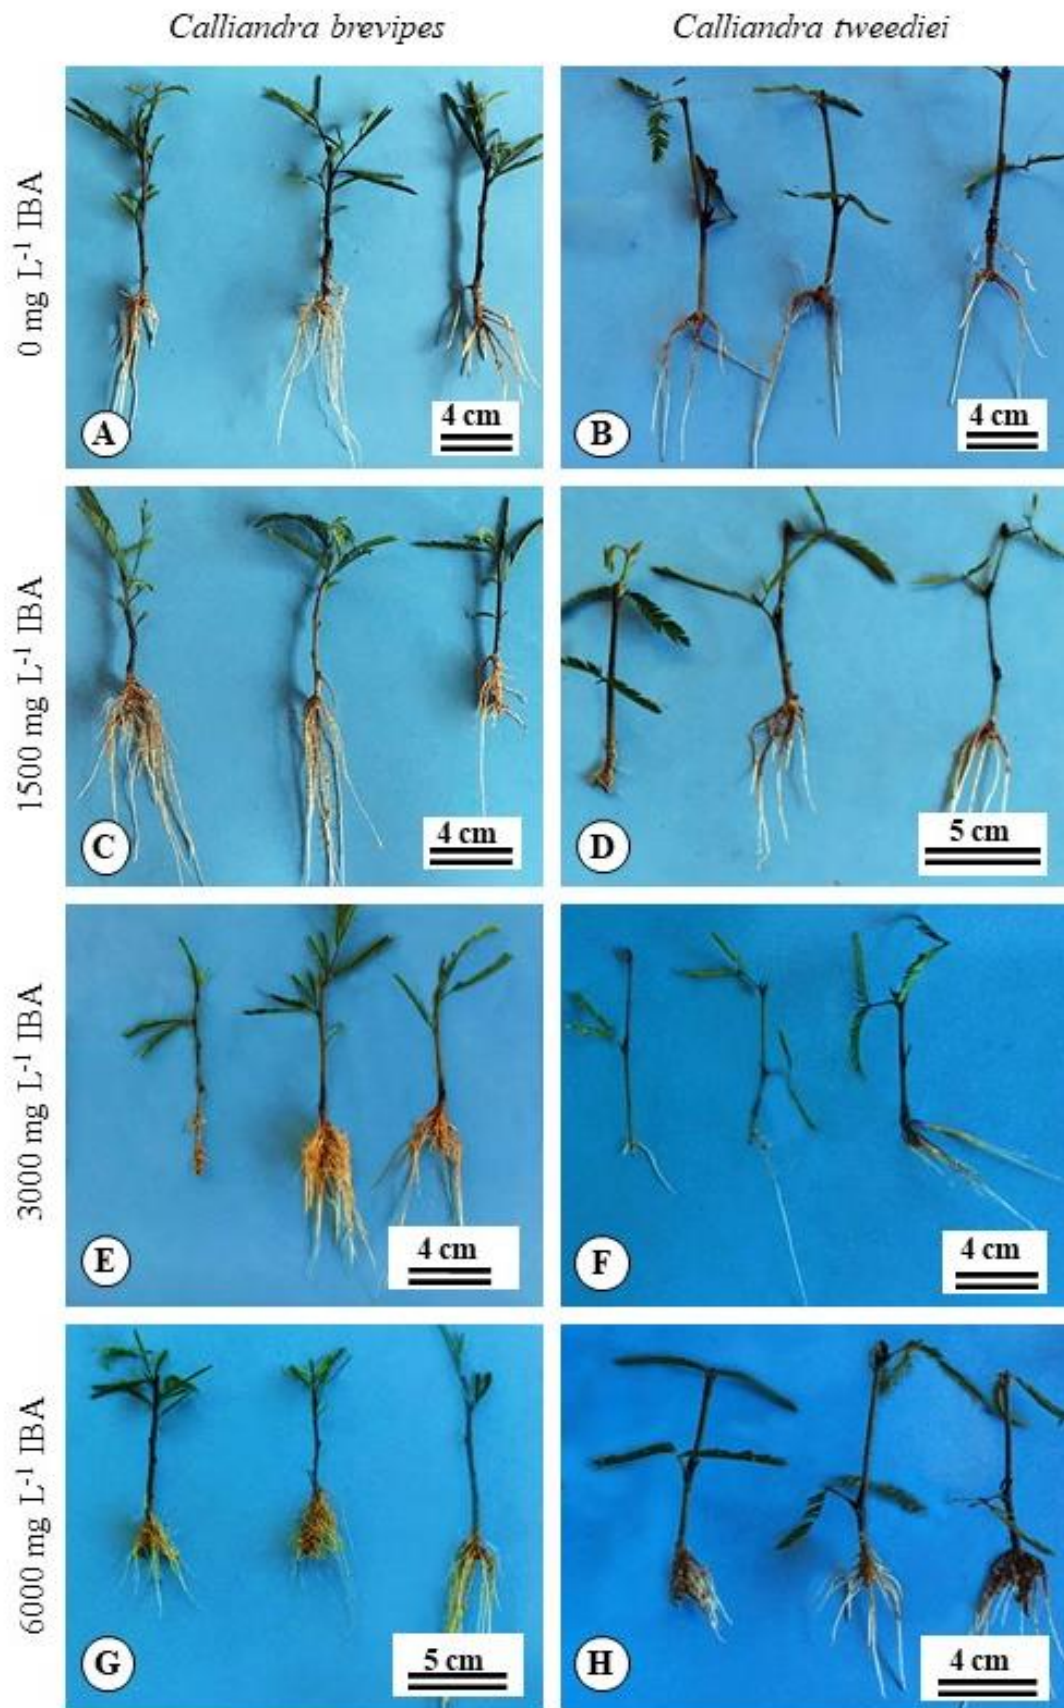 Calliandra brevipes
Calliandra tweediei
0 mg L⁻¹ IBA
4 cm
A
4 cm
B
1500 mg L⁻¹ IBA
4 cm
C
5 cm
D
3000 mg L⁻¹ IBA
4 cm
E
4 cm
F
6000 mg L⁻¹ IBA
5 cm
G
4 cm
H